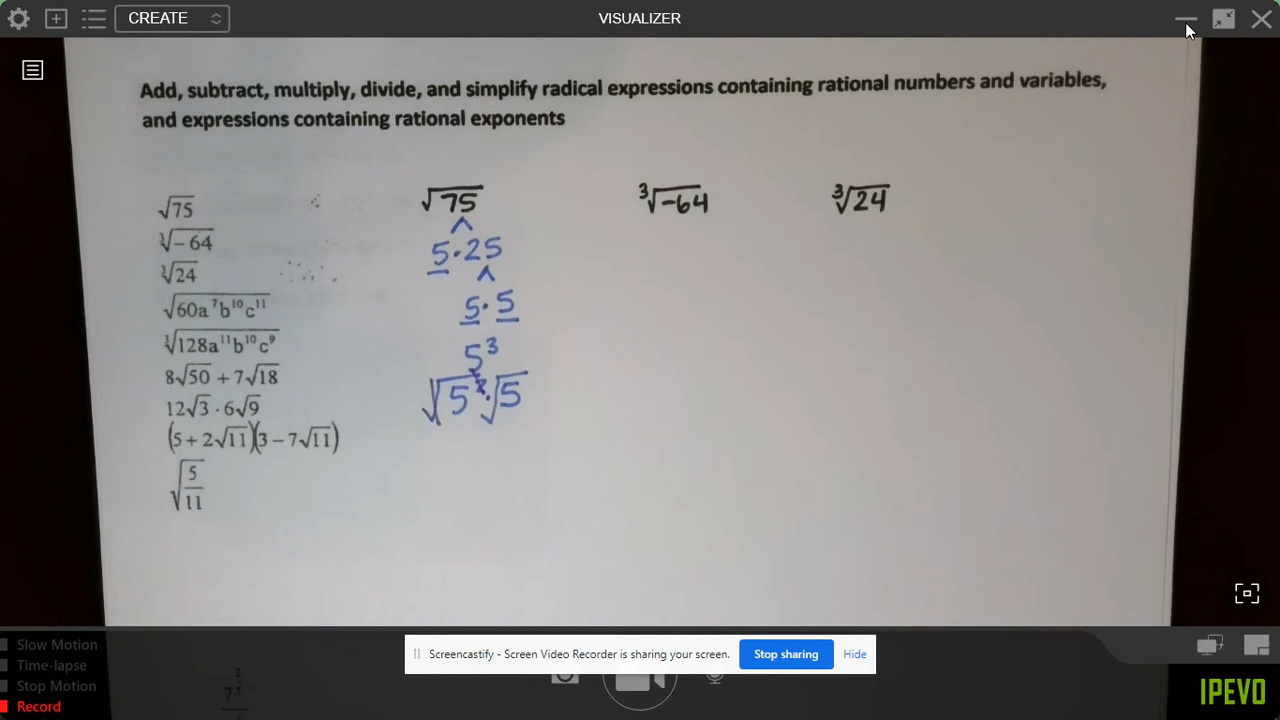 CREATE
VISUALIZER
Add, subtract, multiply, divide, and simplify radical expressions containing rational numbers and variables,
and expressions containing rational exponents
√75
∛-64
∛24
√60a⁷b¹⁰c¹¹
∛128a¹¹b¹⁰c⁹
8√50 + 7√18
12√3 · 6√9
(5 + 2√11)(3 − 7√11)
√5/11
√75
5·25
5·5
5³
√5²·√5
∛-64
∛24
Slow Motion
Time-lapse
Stop Motion
Record
Screencastify - Screen Video Recorder is sharing your screen.
Stop sharing
Hide
IPEVO